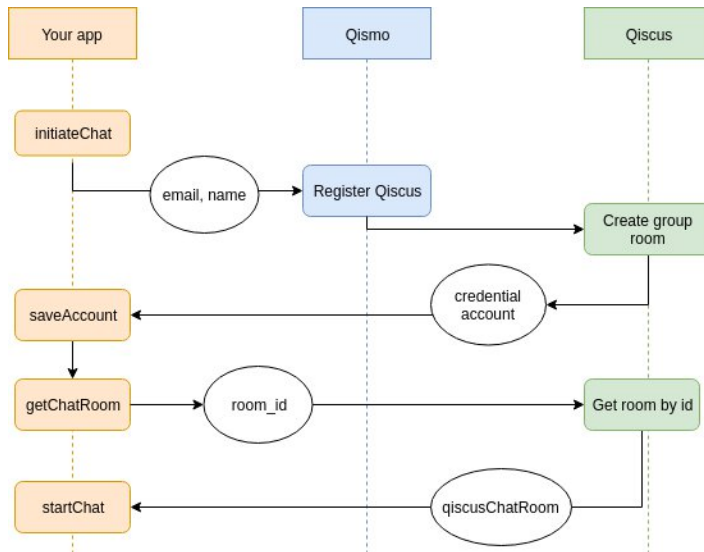 Your app
Qismo
Qiscus
initiateChat
email, name
Register Qiscus
Create group
room
credential
account
saveAccount
getChatRoom
room_id
Get room by id
startChat
qiscusChatRoom